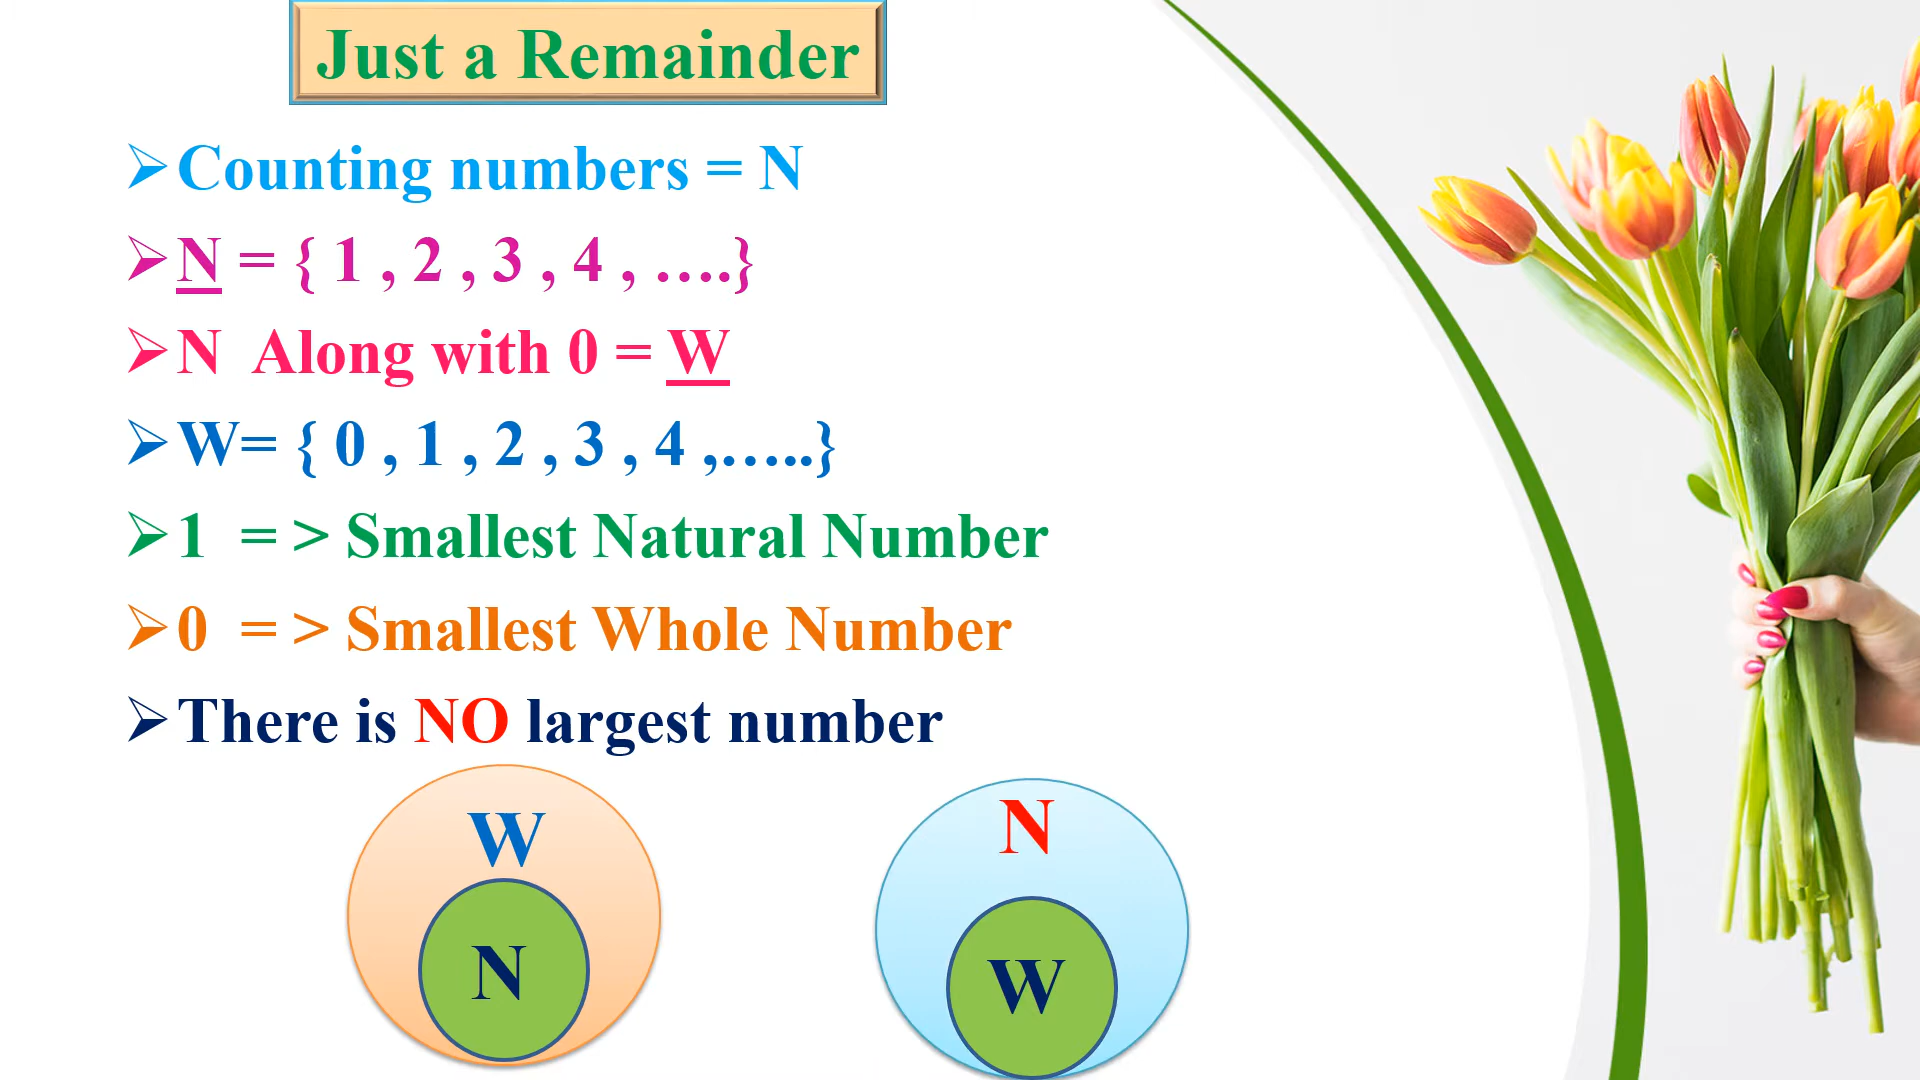 Just a Remainder
Counting numbers = N
N = { 1 , 2 , 3 , 4 , ….}
N Along with 0 = W
W= { 0 , 1 , 2 , 3 , 4 ,…..}
1 = > Smallest Natural Number
0 = > Smallest Whole Number
There is NO largest number
W
N
N
W